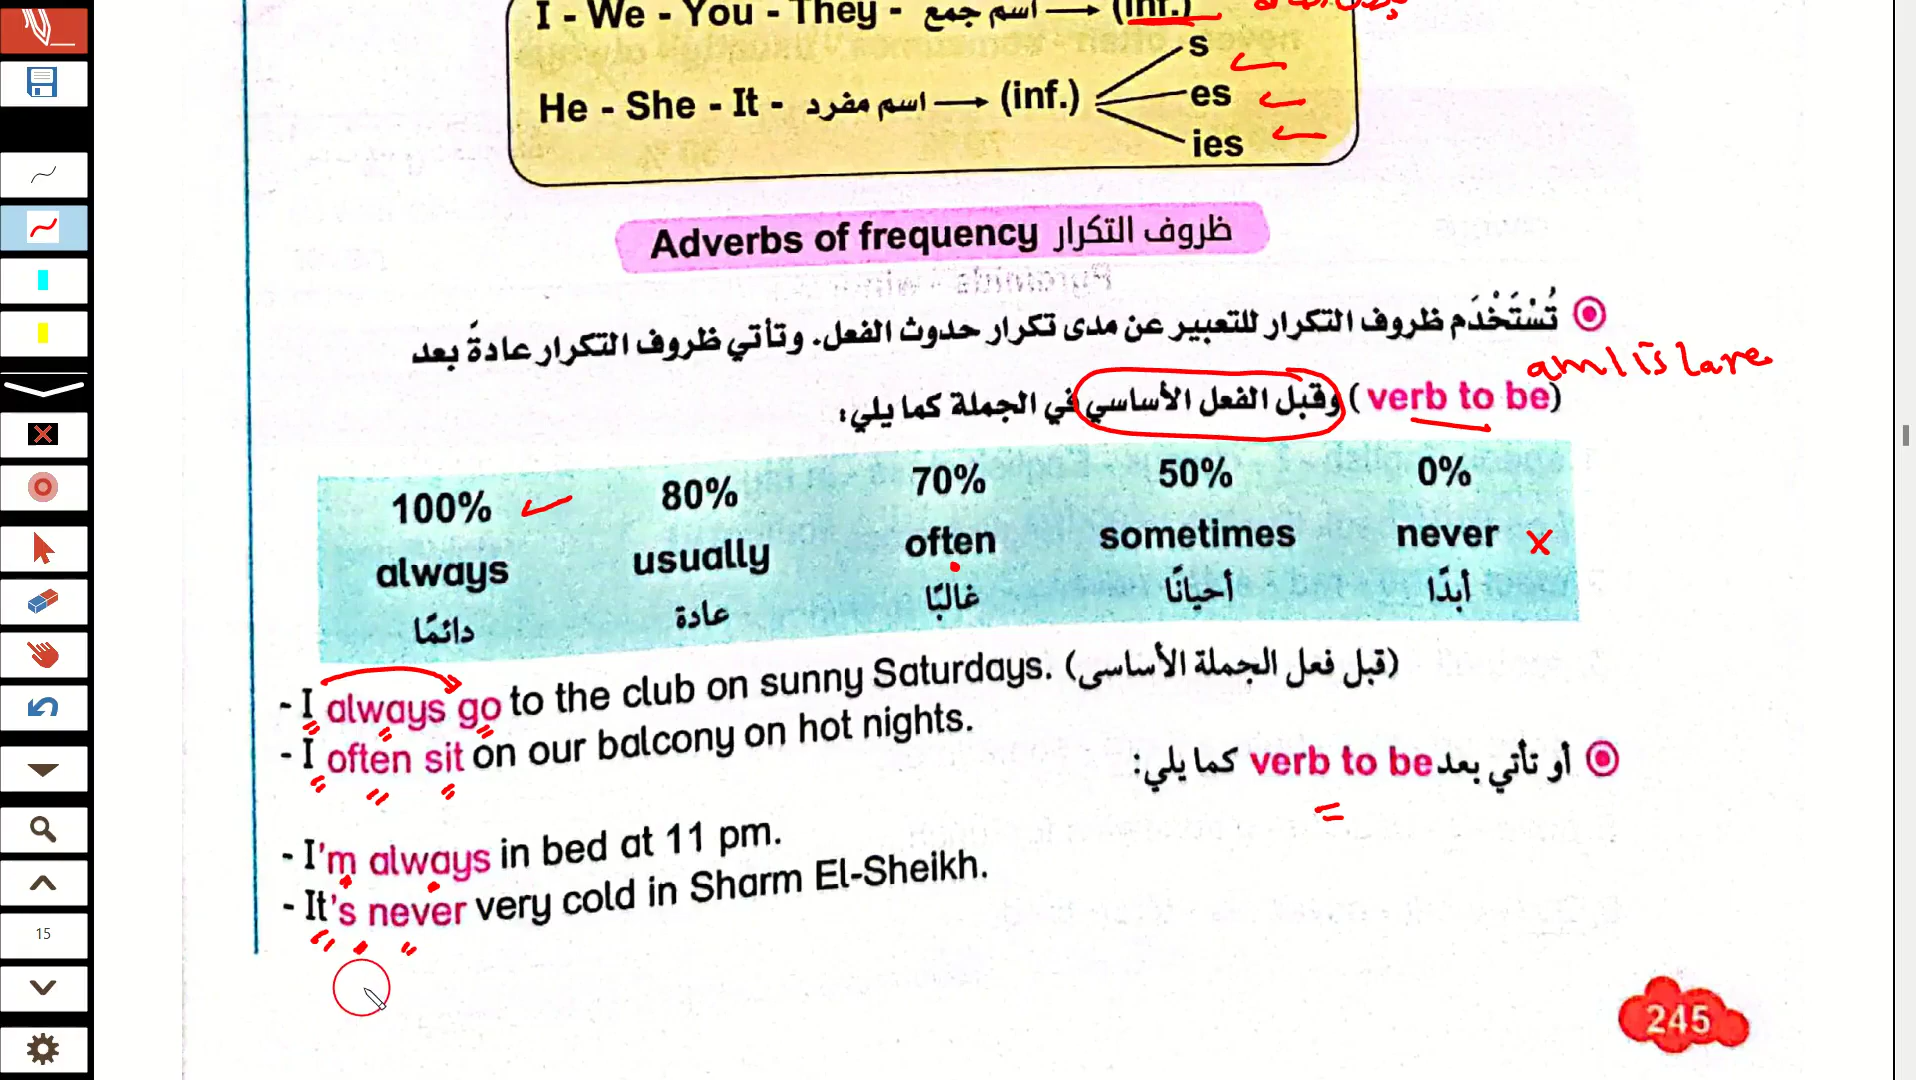 I - We - You - They - اسم جمع → (inf.)
s
He - She - It - اسم مفرد → (inf.)
es
ies
Adverbs of frequency ظروف التكرار
تُسْتَخْدَم ظروف التكرار للتعبير عن مدى تكرار حدوث الفعل. وتأتي ظروف التكرار عادةً بعد
am / is / are
(verb to be) وقبل الفعل الأساسي في الجملة كما يلي:
100% 80% 70% 50% 0%
always usually often sometimes never x
دائمًا عادة غالبًا أحيانًا أبدًا
- I always go to the club on sunny Saturdays. (قبل فعل الجملة الأساسى)
- I often sit on our balcony on hot nights.
أو تأتي بعد verb to be كما يلي:
- I'm always in bed at 11 pm.
- It's never very cold in Sharm El-Sheikh.
15
245